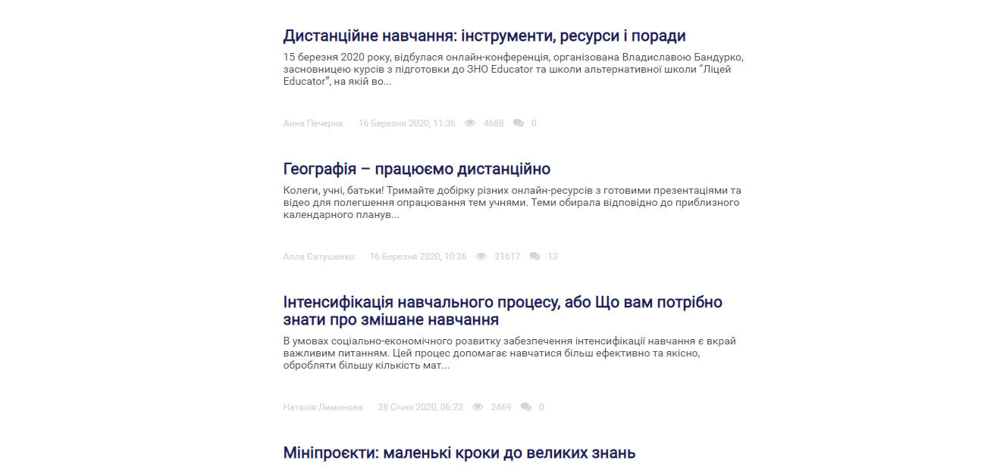 Дистанційне навчання: інструменти, ресурси і поради
15 березня 2020 року, відбулася онлайн-конференція, організована Владиславою Бандурко,
засновницею курсів з підготовки до ЗНО Educator та школи альтернативної школи “Ліцей
Educator”, на якій во...
Анна Печерна 16 Березня 2020, 11:36 4688 0
Географія – працюємо дистанційно
Колеги, учні, батьки! Тримайте добірку різних онлайн-ресурсів з готовими презентаціями та
відео для полегшення опрацювання тем учнями. Теми обирала відповідно до приблизного
календарного планув...
Алла Євтушенко 16 Березня 2020, 10:36 21617 13
Інтенсифікація навчального процесу, або Що вам потрібно
знати про змішане навчання
В умовах соціально-економічного розвитку забезпечення інтенсифікації навчання є вкрай
важливим питанням. Цей процес допомагає навчатися більш ефективно та якісно,
обробляти більшу кількість мат...
Наталія Лимонова 28 Січня 2020, 06:23 2469 0
Мініпроєкти: маленькі кроки до великих знань